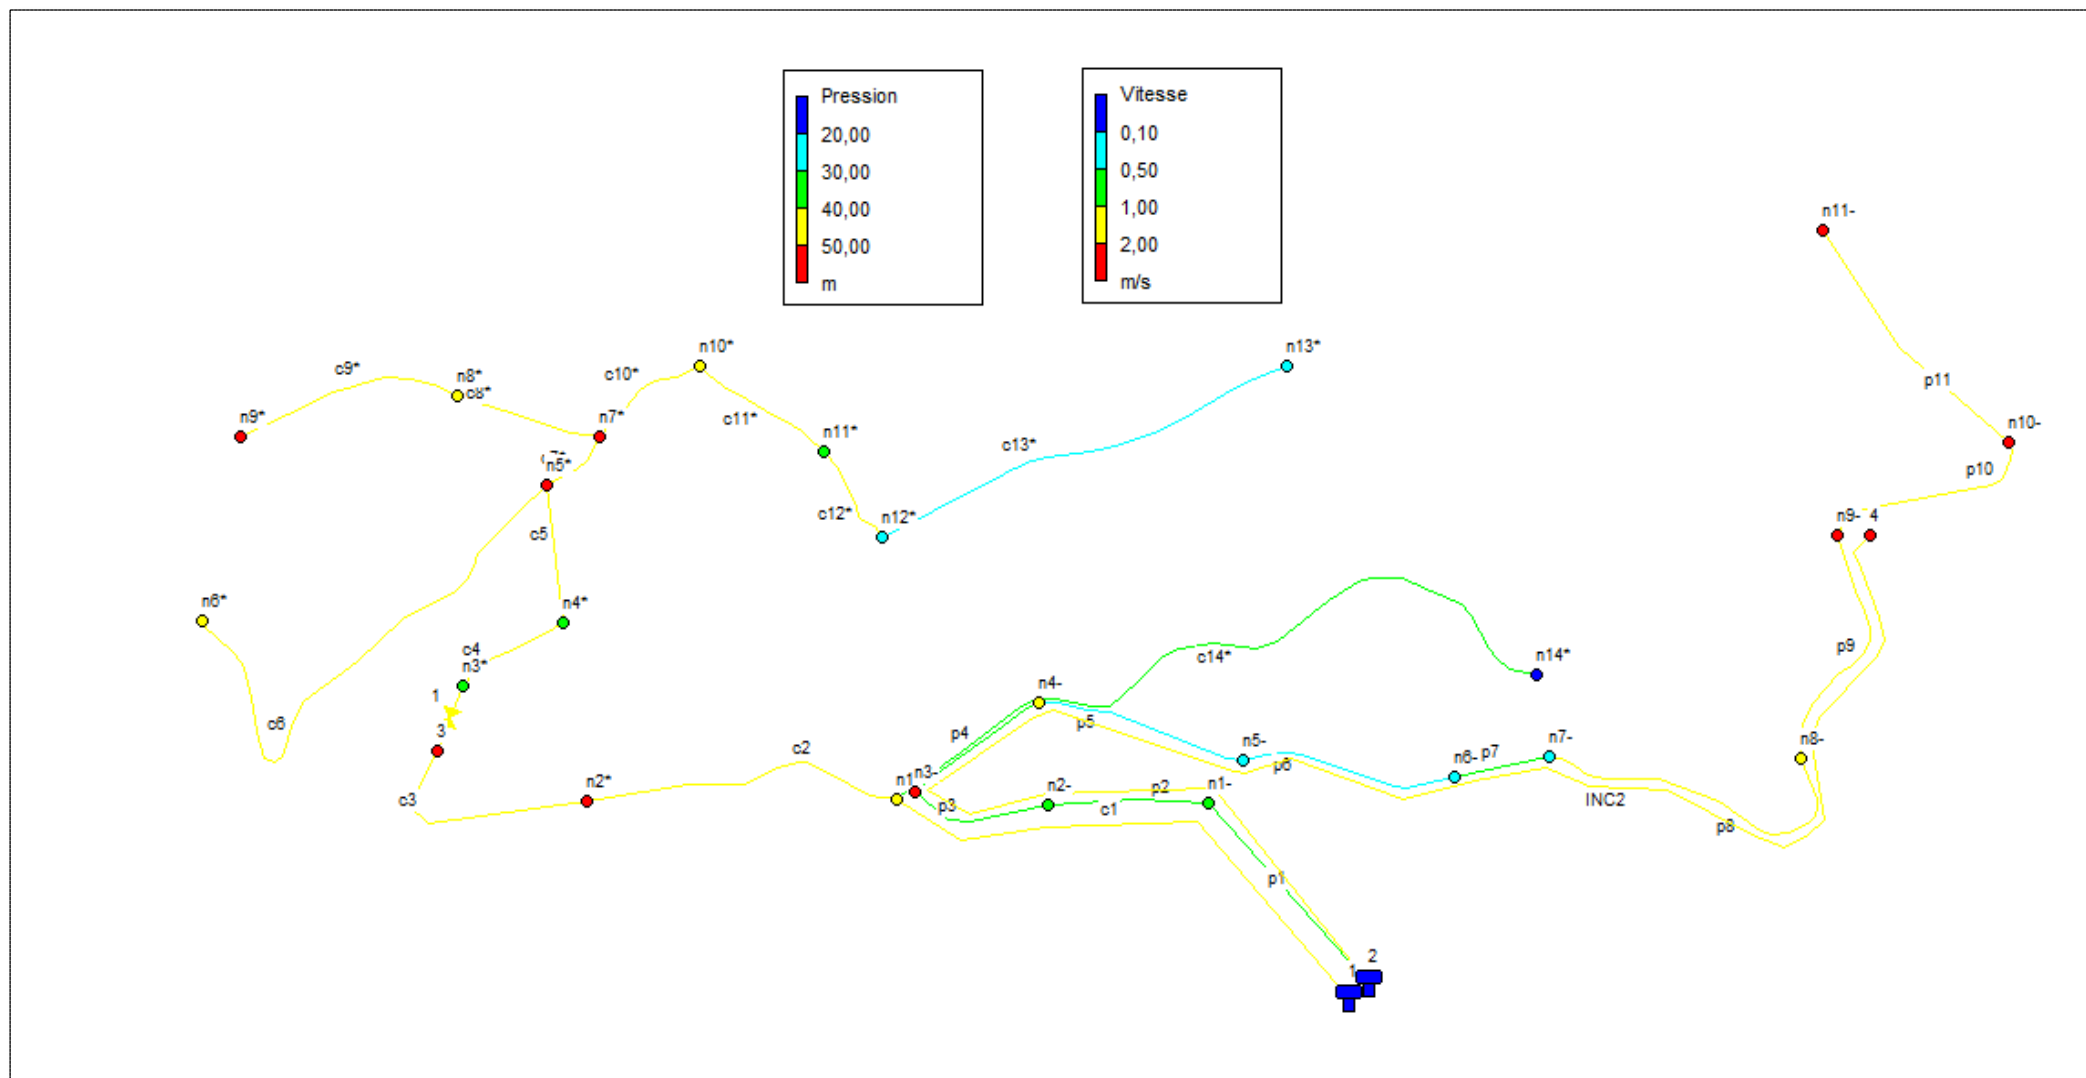 Pression
20,00
30,00
40,00
50,00
m
Vitesse
0,10
0,50
1,00
2,00
m/s
n11-
n10*
n13*
c9*
n8*
c8*
c10*
p11
n9*
n7*
c11*
n11*
c13*
n10-
n5*
p10
c5
c12*
n12*
n9-
4
n6*
n4*
c4
n3*
p9
c14*
n14*
1
n4-
p5
3
p4
c6
c2
n5-
p6
n6-
p7
n7-
n8-
n2*
n1*
n3-
n2-
p2
n1-
c3
p3
c1
INC2
p8
p1
2
1